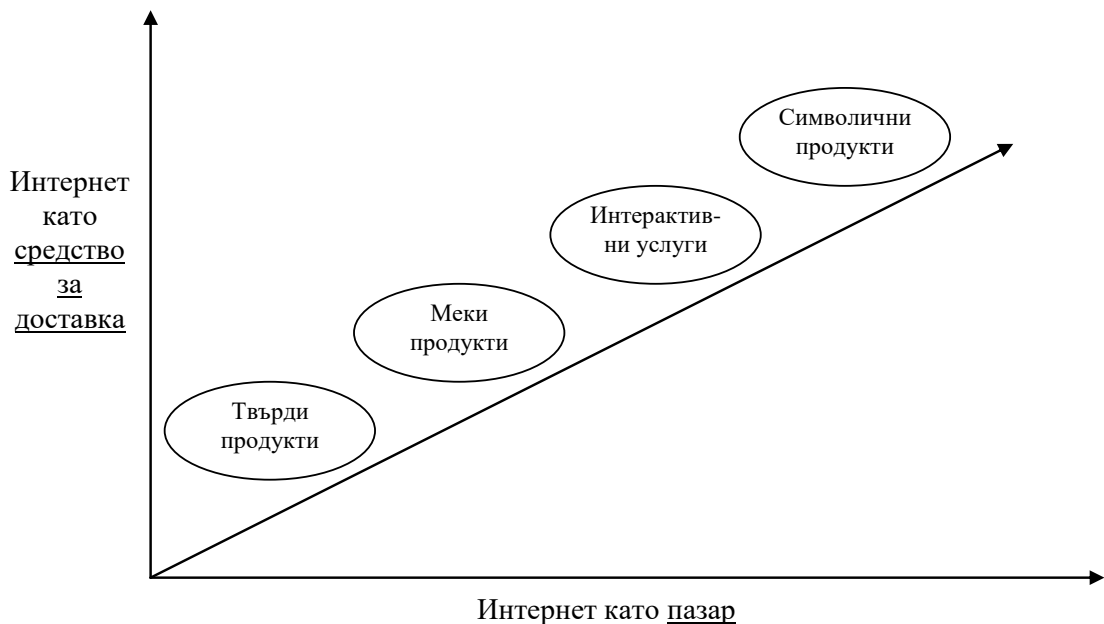 Символични
продукти
Интернет
като
средство
за
доставка
Интерактив-
ни услуги
Меки
продукти
Твърди
продукти
Интернет като пазар